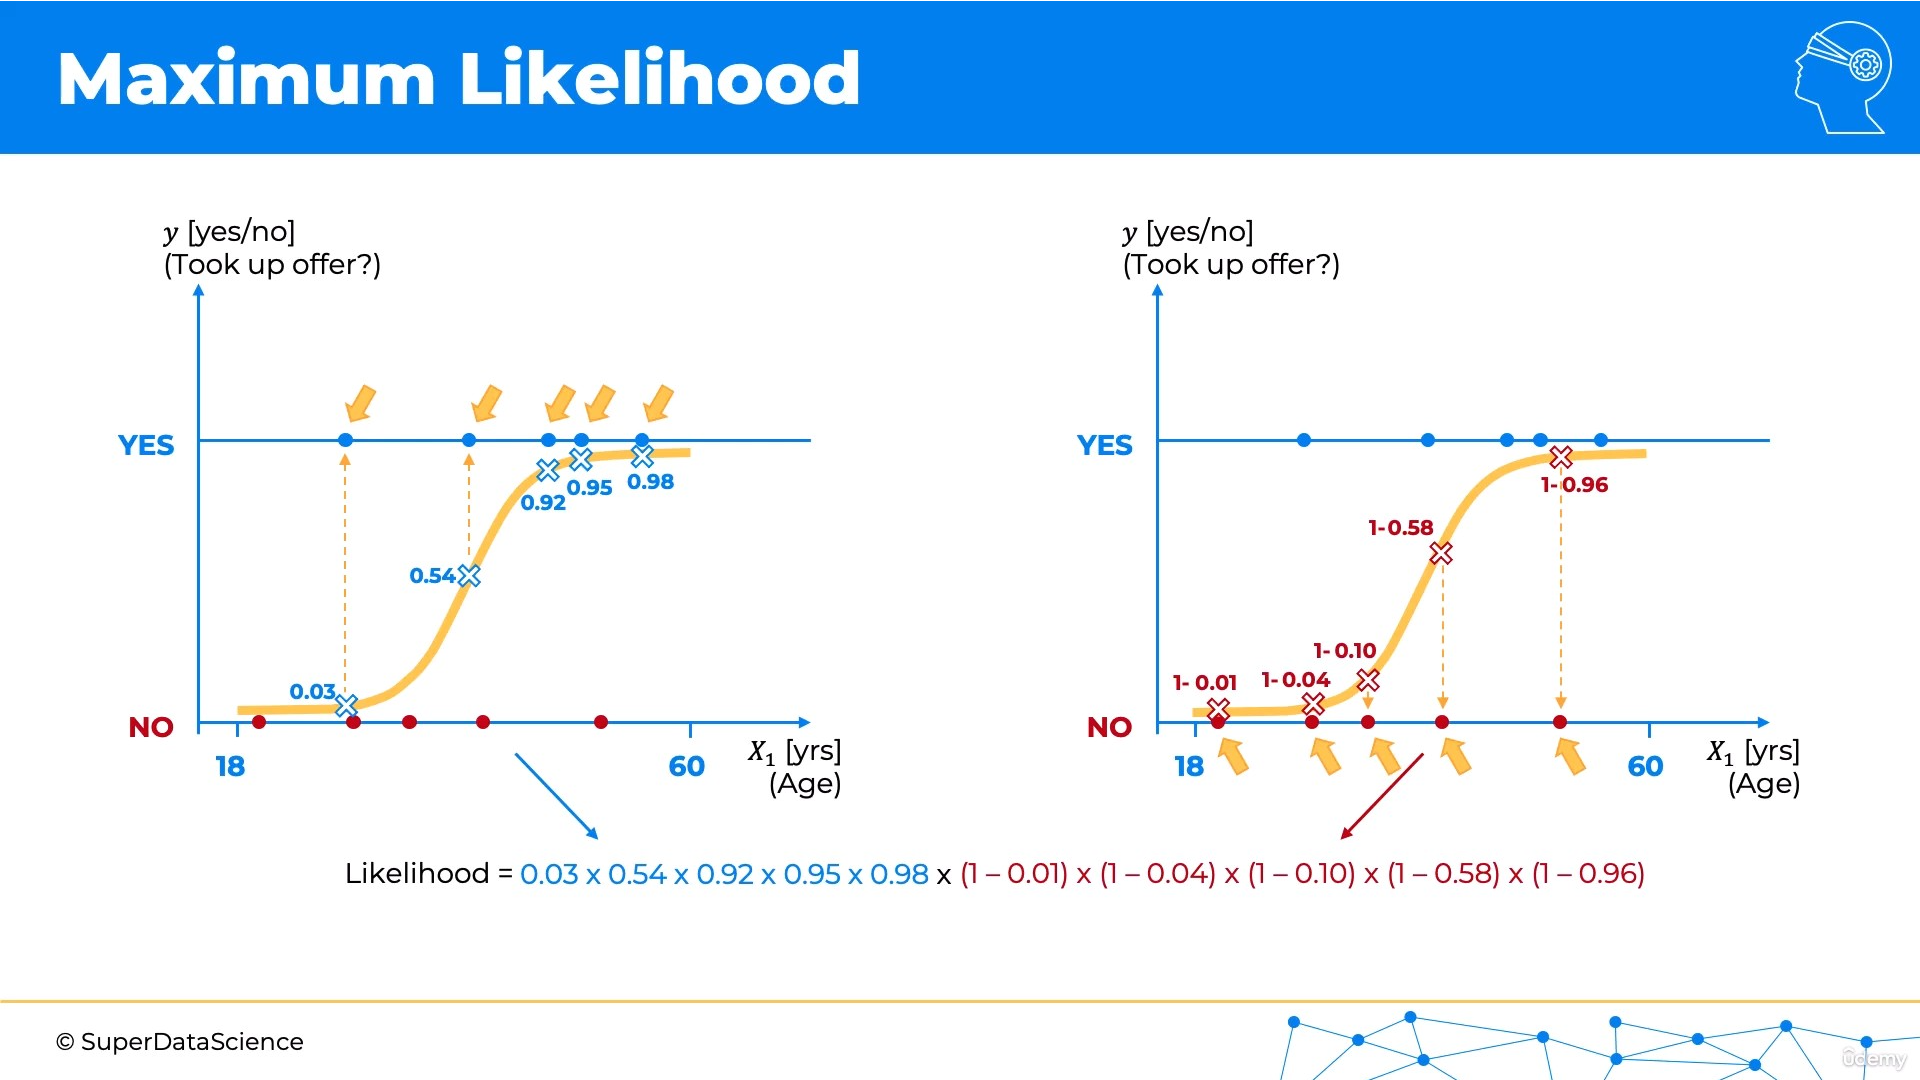 Maximum Likelihood
y [yes/no]
(Took up offer?)
YES
0.92
0.95
0.98
0.54
0.03
NO
18
60
X₁ [yrs]
(Age)
y [yes/no]
(Took up offer?)
YES
1-0.96
1-0.58
1-0.10
1-0.04
1-0.01
NO
18
60
X₁ [yrs]
(Age)
Likelihood = 0.03 x 0.54 x 0.92 x 0.95 x 0.98 x (1 – 0.01) x (1 – 0.04) x (1 – 0.10) x (1 – 0.58) x (1 – 0.96)
© SuperDataScience
ûdemy